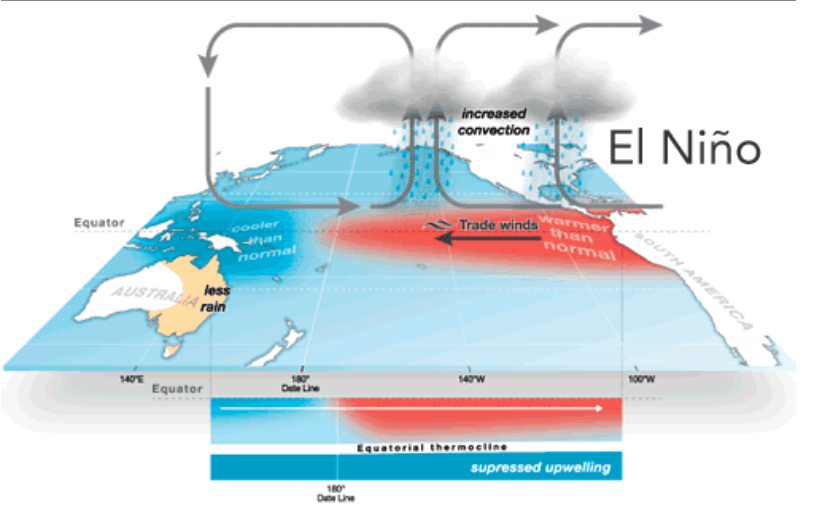 increased
convection
El Niño
Equator
cooler
than
normal
Trade winds
warmer
than
normal
SOUTH AMERICA
AUSTRALIA
less
rain
140°E
180°
Date Line
140°W
100°W
Equator
Equatorial thermocline
supressed upwelling
180°
Date Line